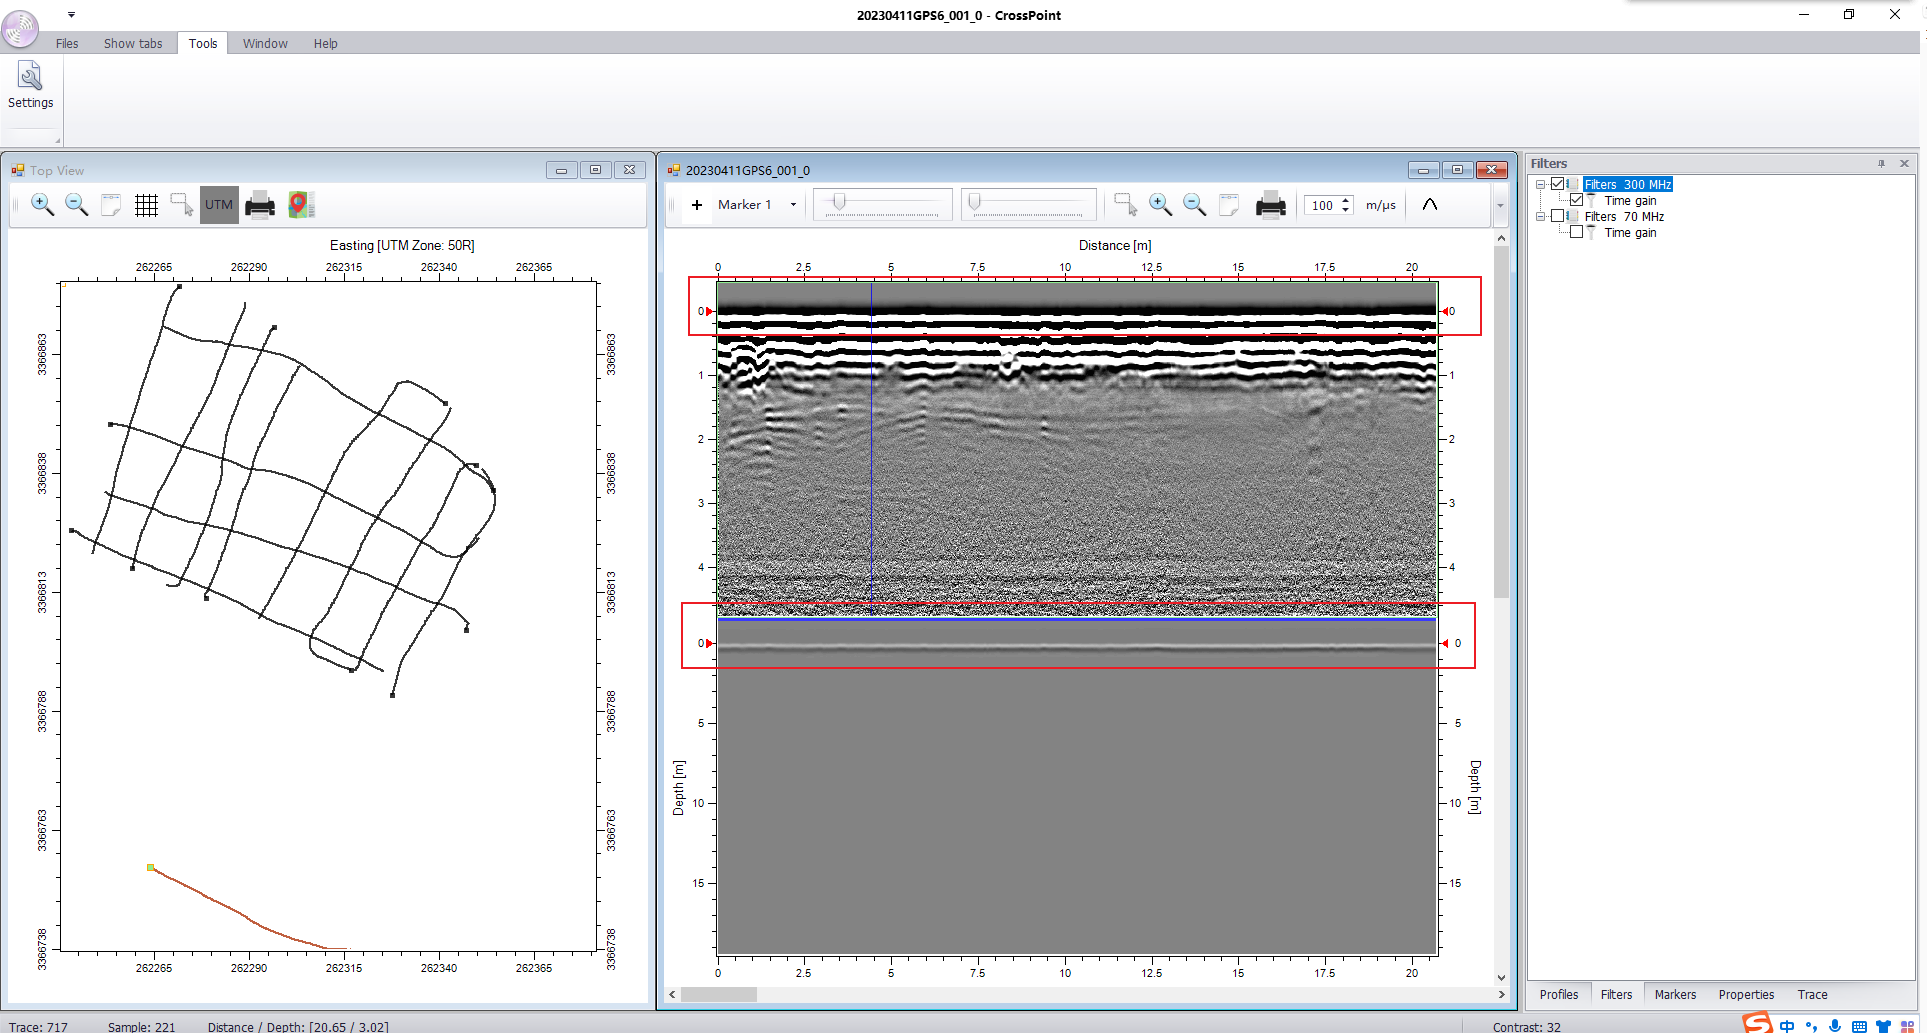 20230411GPS6_001_0 - CrossPoint
Files
Show tabs
Tools
Window
Help
Settings
Top View
UTM
Easting [UTM Zone: 50R]
262265
262290
262315
262340
262365
3366863
3366838
3366813
3366788
3366763
3366738
3366863
3366838
3366813
3366788
3366763
3366738
262265
262290
262315
262340
262365
20230411GPS6_001_0
Marker 1
100
m/µs
Distance [m]
0
2.5
5
7.5
10
12.5
15
17.5
20
0
0
1
1
2
2
3
3
4
4
0
0
5
5
10
10
15
15
Depth [m]
Depth [m]
0
2.5
5
7.5
10
12.5
15
17.5
20
Filters
Filters 300 MHz
Time gain
Filters 70 MHz
Time gain
Profiles
Filters
Markers
Properties
Trace
Trace: 717
Sample: 221
Distance / Depth: [20.65 / 3.02]
Contrast: 32
S
中